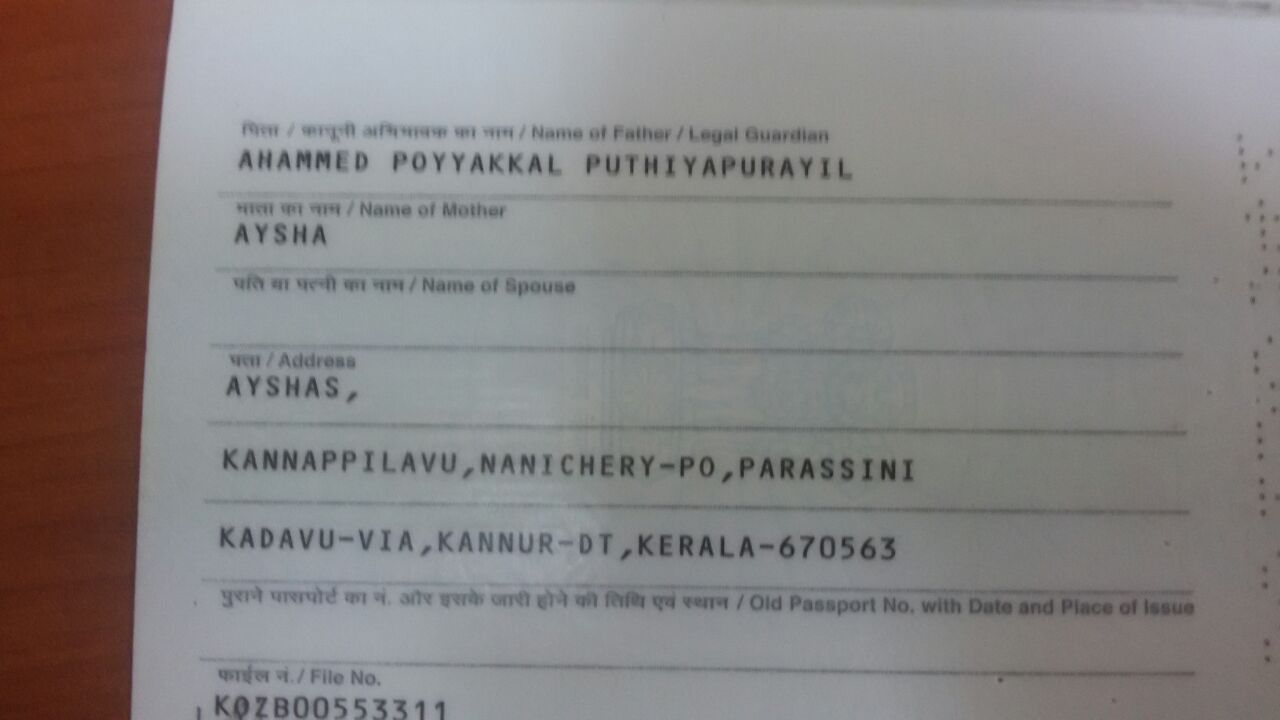 पिता / कानूनी अभिभावक का नाम / Name of Father / Legal Guardian
AHAMMED POYYAKKAL PUTHIYAPURAYIL
माता का नाम / Name of Mother
AYSHA
पति या पत्नी का नाम / Name of Spouse
पता / Address
AYSHAS,
KANNAPPILAVU,NANICHERY-PO,PARASSINI
KADAVU-VIA,KANNUR-DT,KERALA-670563
पुराने पासपोर्ट का नं. और इसके जारी होने की तिथि एवं स्थान / Old Passport No. with Date and Place of Issue
फाईल नं./ File No.
KOZB00553311